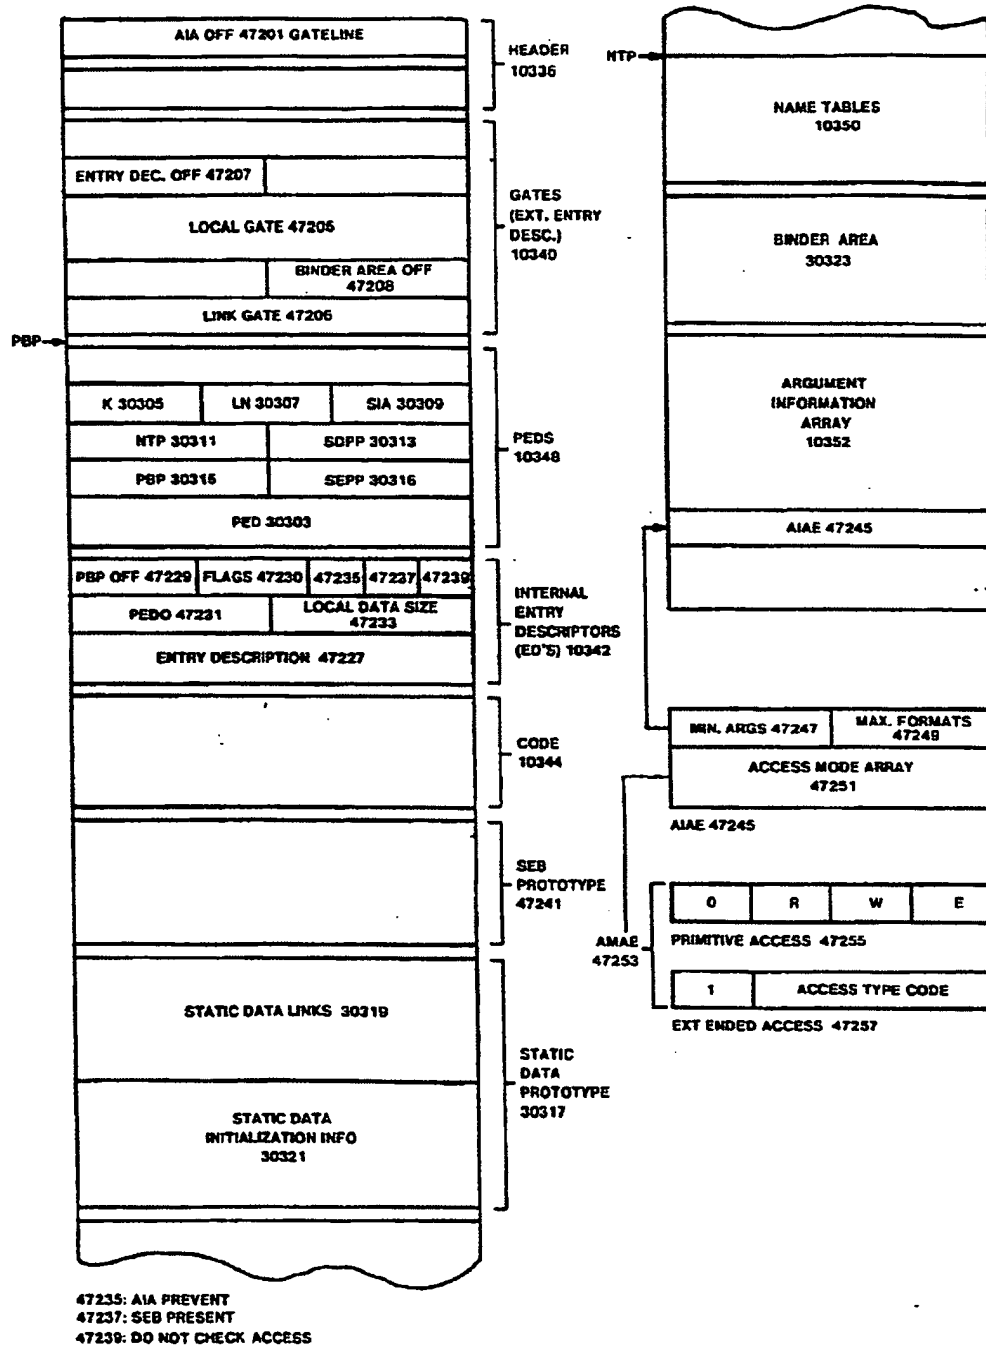 AIA OFF 47201 GATELINE
HEADER
10336
ENTRY DEC. OFF 47207
LOCAL GATE 47205
BINDER AREA OFF
47208
LINK GATE 47206
GATES
(EXT. ENTRY
DESC.)
10340
PBP
K 30305
LN 30307
SIA 30309
NTP 30311
SDPP 30313
PBP 30315
SEPP 30316
PED 30303
PEDS
10348
PBP OFF 47229
FLAGS 47230
47235
47237
47239
PEDO 47231
LOCAL DATA SIZE
47233
ENTRY DESCRIPTION 47227
INTERNAL
ENTRY
DESCRIPTORS
(ED'S) 10342
CODE
10344
SEB
PROTOTYPE
47241
STATIC DATA LINKS 30319
STATIC DATA
INITIALIZATION INFO
30321
STATIC
DATA
PROTOTYPE
30317
47235: AIA PREVENT
47237: SEB PRESENT
47239: DO NOT CHECK ACCESS
NTP
NAME TABLES
10350
BINDER AREA
30323
ARGUMENT
INFORMATION
ARRAY
10352
AIAE 47245
MIN. ARGS 47247
MAX. FORMATS
47249
ACCESS MODE ARRAY
47251
AIAE 47245
AMAE
47253
0
R
W
E
PRIMITIVE ACCESS 47255
1
ACCESS TYPE CODE
EXT ENDED ACCESS 47257